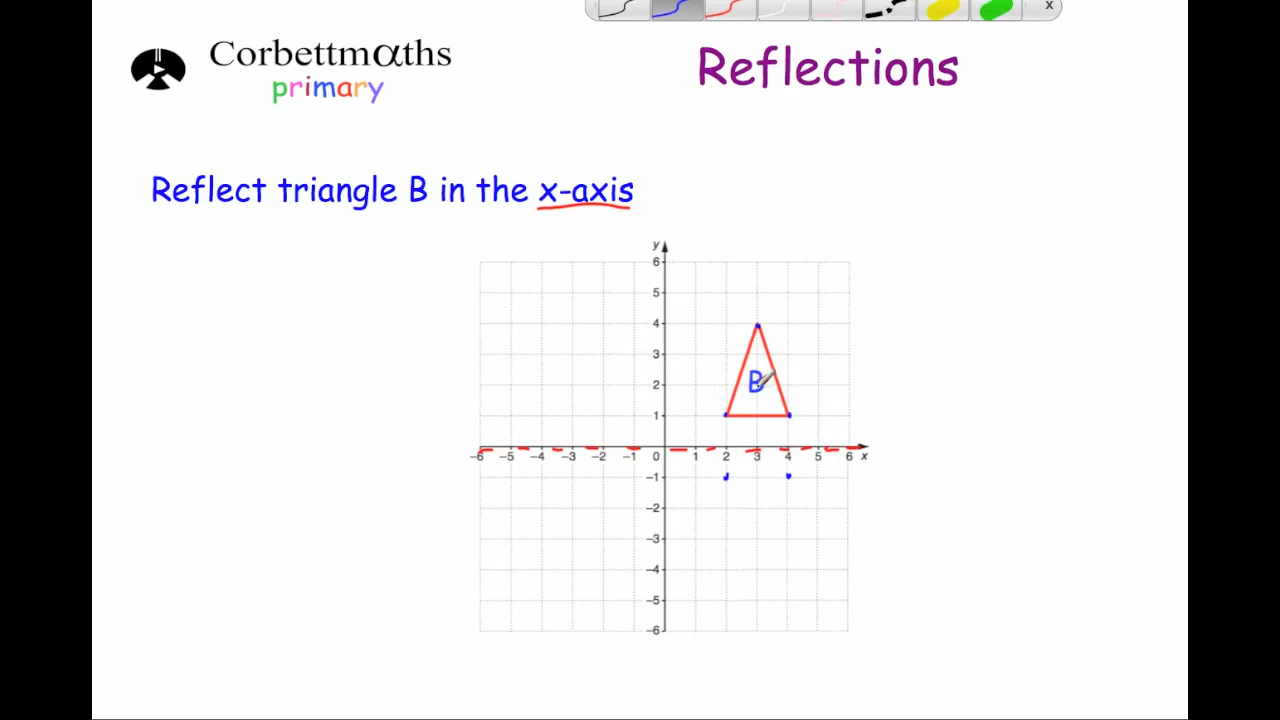 x
Corbettmαths
primary
Reflections
Reflect triangle B in the x-axis
y
6
5
4
3
2
1
B
-6 -5 -4 -3 -2 -1 0 1 2 3 4 5 6 x
-1
-2
-3
-4
-5
-6